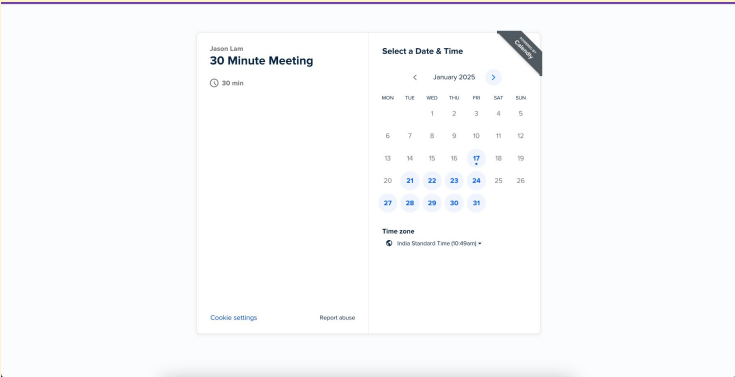 Jason Lam
30 Minute Meeting
30 min
Cookie settings
Report abuse
Select a Date & Time
POWERED BY
Calendly
January 2025
MON TUE WED THU FRI SAT SUN
1 2 3 4 5
6 7 8 9 10 11 12
13 14 15 16 17 18 19
20 21 22 23 24 25 26
27 28 29 30 31
Time zone
India Standard Time (10:49am)